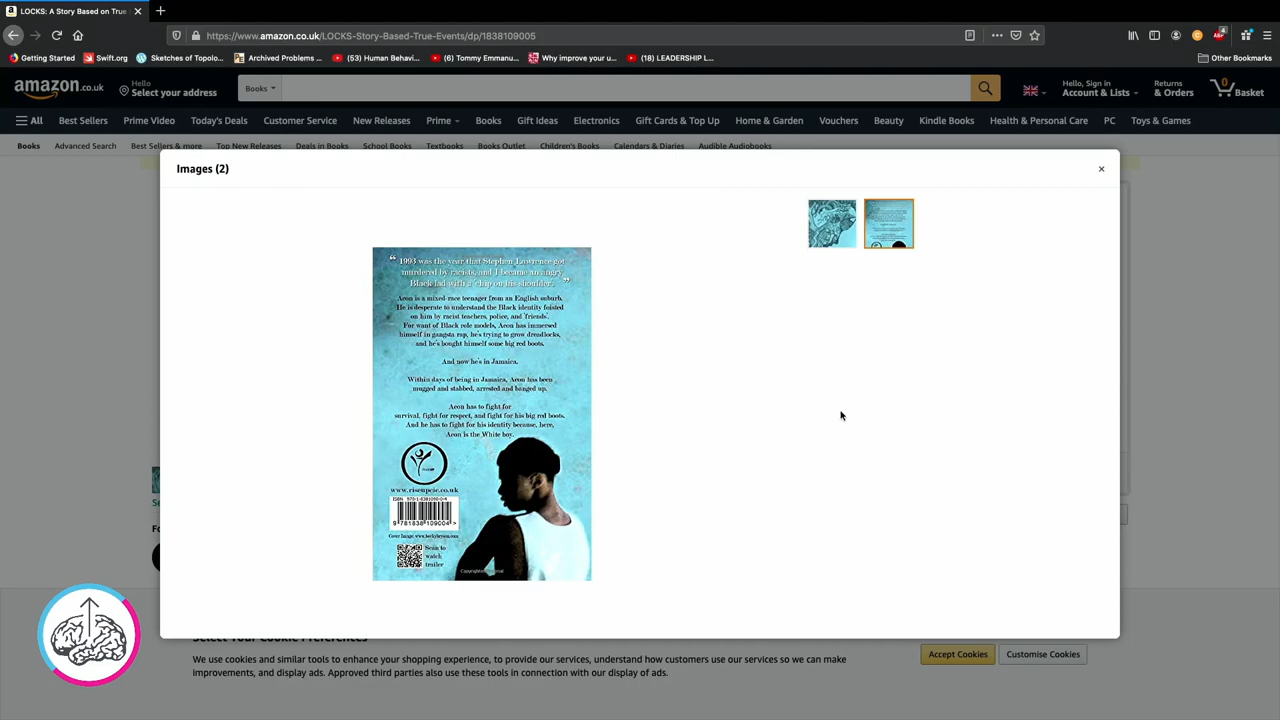 LOCKS: A Story Based on True
https://www.amazon.co.uk/LOCKS-Story-Based-True-Events/dp/1838109005
Getting Started
Swift.org
Sketches of Topolo...
Archived Problems ...
(53) Human Behavi...
(6) Tommy Emmanu...
Why improve your u...
(18) LEADERSHIP L...
Other Bookmarks
amazon.co.uk
Hello
Select your address
Books
Hello, Sign in
Account & Lists
Returns
& Orders
0
Basket
All
Best Sellers
Prime Video
Today's Deals
Customer Service
New Releases
Prime
Books
Gift Ideas
Electronics
Gift Cards & Top Up
Home & Garden
Vouchers
Beauty
Kindle Books
Health & Personal Care
PC
Toys & Games
Books
Advanced Search
Best Sellers & more
Top New Releases
Deals in Books
School Books
Textbooks
Books Outlet
Children's Books
Calendars & Diaries
Audible Audiobooks
Images (2)
“ 1993 was the year that Stephen Lawrence got
murdered by racists, and I became an angry
Black lad with a 'chip on his shoulder'. ”
Aeon is a mixed-race teenager from an English suburb.
He is desperate to understand the Black identity foisted
on him by racist teachers, police, and 'friends'.
For want of Black role models, Aeon has immersed
himself in gangsta rap, he's trying to grow dreadlocks,
and he's bought himself some big red boots.
And now he's in Jamaica.
Within days of being in Jamaica, Aeon has been
mugged and stabbed, arrested and banged up.
Aeon has to fight for
survival, fight for respect, and fight for his big red boots.
And he has to fight for his identity because, here,
Aeon is the White boy.
www.risenpcic.co.uk
ISBN 978-1-8381090-0-4
9 781838 109004 >
Scan to
watch
trailer
Select Your Cookie Preferences
We use cookies and similar tools to enhance your shopping experience, to provide our services, understand how customers use our services so we can make
improvements, and display ads. Approved third parties also use these tools in connection with our display of ads.
Accept Cookies
Customise Cookies